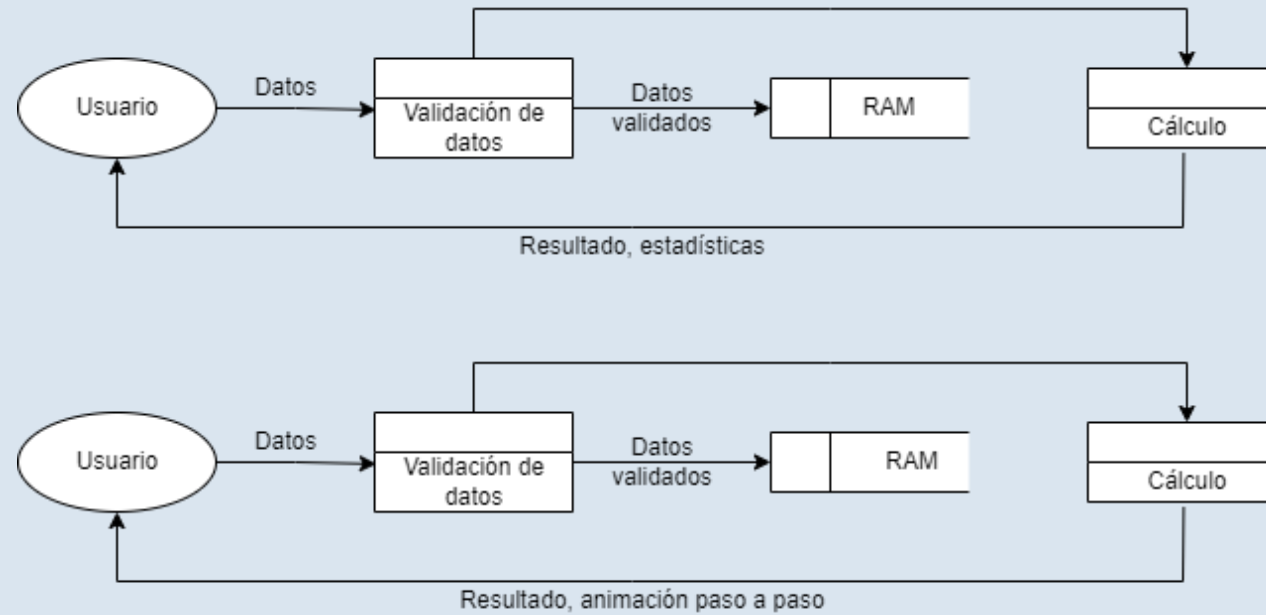 Usuario
Datos
Validación de
datos
Datos
validados
RAM
Cálculo
Resultado, estadísticas
Usuario
Datos
Validación de
datos
Datos
validados
RAM
Cálculo
Resultado, animación paso a paso